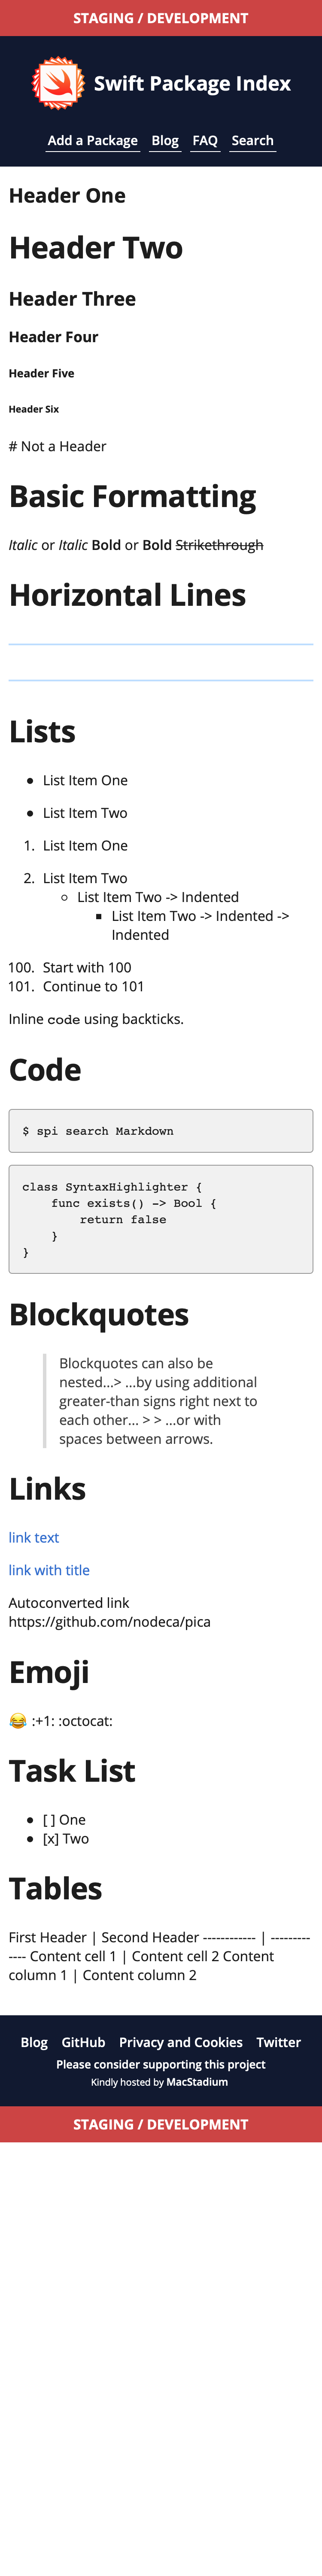 STAGING / DEVELOPMENT
Swift Package Index
Add a Package Blog FAQ Search
Header One
Header Two
Header Three
Header Four
Header Five
Header Six
# Not a Header
Basic Formatting
Italic or Italic Bold or Bold Strikethrough
Horizontal Lines
Lists
• List Item One
• List Item Two
1. List Item One
2. List Item Two
◦ List Item Two -> Indented
▪ List Item Two -> Indented ->
Indented
100. Start with 100
101. Continue to 101
Inline code using backticks.
Code
$ spi search Markdown
class SyntaxHighlighter {
    func exists() -> Bool {
        return false
    }
}
Blockquotes
Blockquotes can also be
nested...> ...by using additional
greater-than signs right next to
each other... > > ...or with
spaces between arrows.
Links
link text
link with title
Autoconverted link
https://github.com/nodeca/pica
Emoji
😂 :+1: :octocat:
Task List
• [ ] One
• [x] Two
Tables
First Header | Second Header ------------ | ---------
---- Content cell 1 | Content cell 2 Content
column 1 | Content column 2
Blog GitHub Privacy and Cookies Twitter
Please consider supporting this project
Kindly hosted by MacStadium
STAGING / DEVELOPMENT